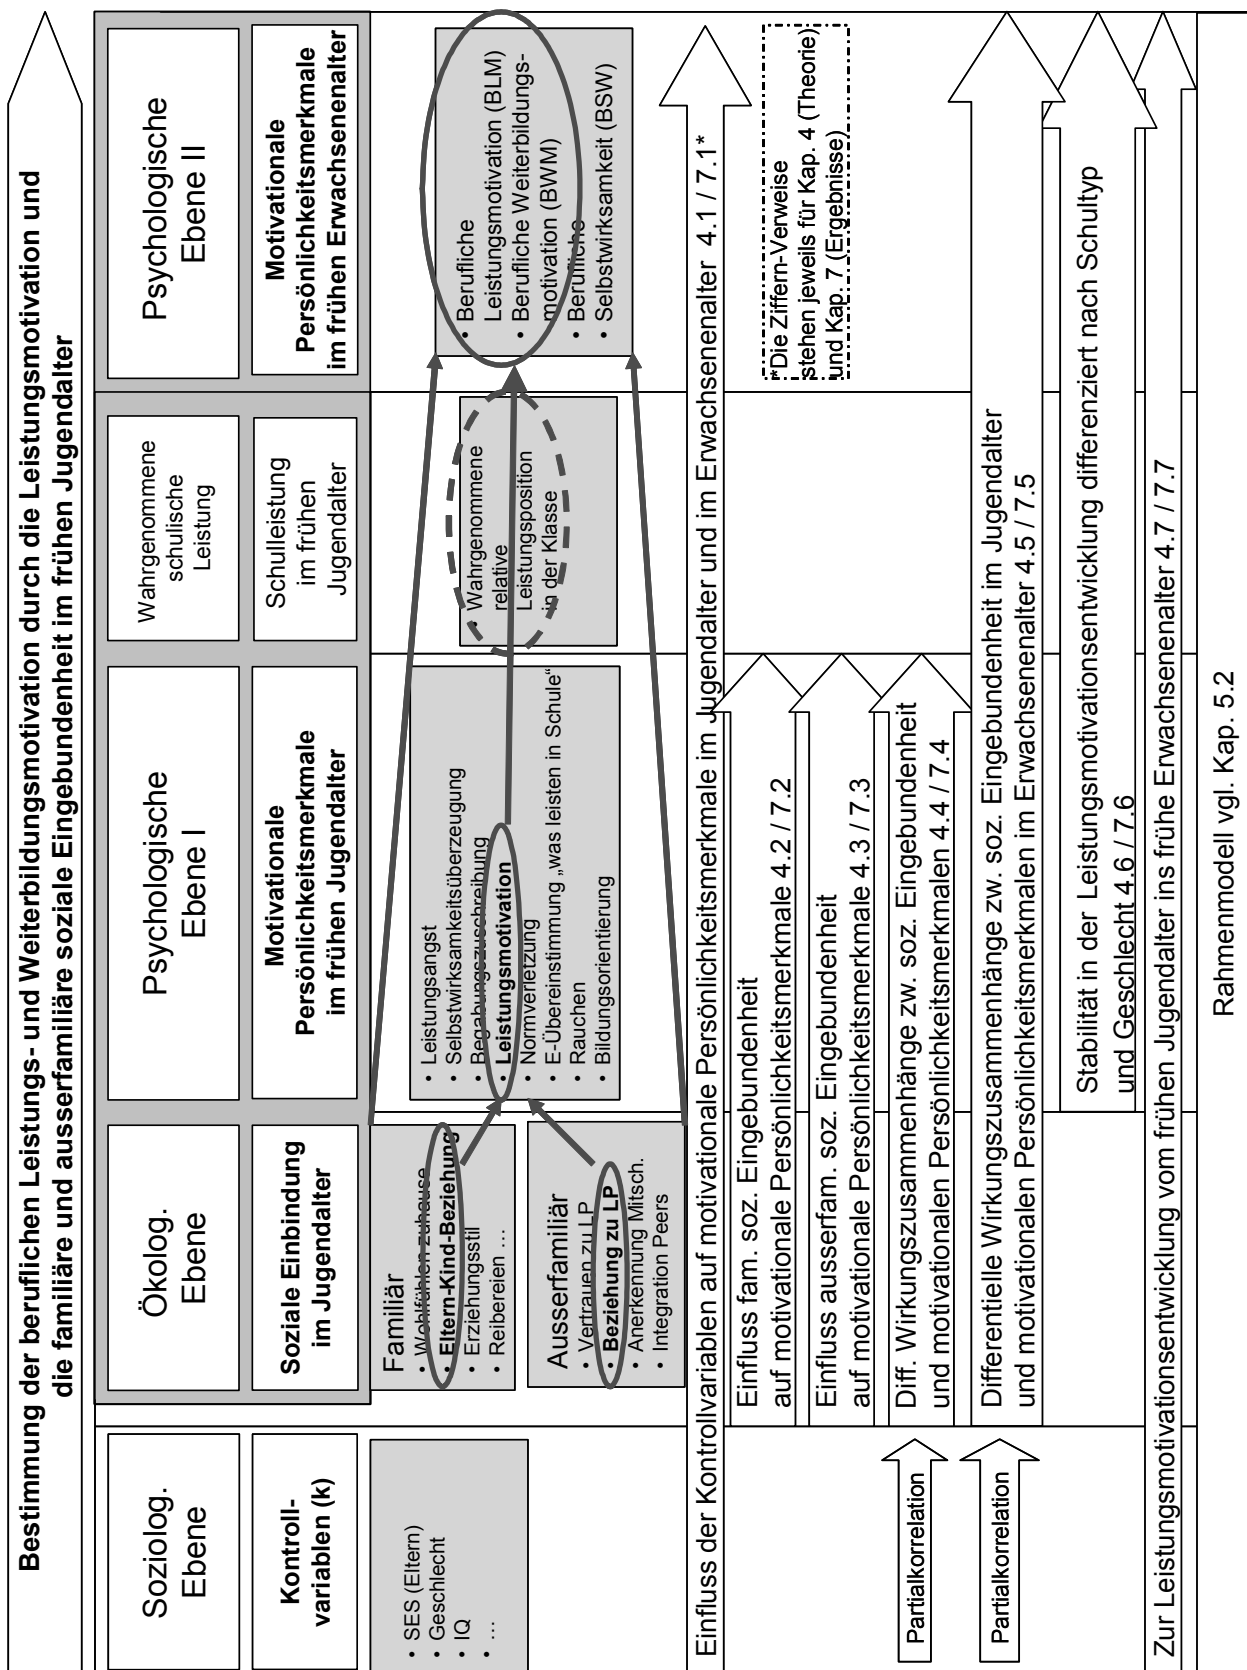 Bestimmung der beruflichen Leistungs- und Weiterbildungsmotivation durch die Leistungsmotivation und
die familiäre und ausserfamiliäre soziale Eingebundenheit im frühen Jugendalter
Soziolog.
Ebene
Ökolog.
Ebene
Psychologische
Ebene I
Wahrgenommene
schulische
Leistung
Psychologische
Ebene II
Kontroll-
variablen (k)
Soziale Einbindung
im Jugendalter
Motivationale
Persönlichkeitsmerkmale
im frühen Jugendalter
Schulleistung
im frühen
Jugendalter
Motivationale
Persönlichkeitsmerkmale
im frühen Erwachsenenalter
• SES (Eltern)
• Geschlecht
• IQ
• …
Familiär
• Wohlfühlen zuhause
• Eltern-Kind-Beziehung
• Erziehungsstil
• Reibereien …
Ausserfamiliär
• Vertrauen zu LP
• Beziehung zu LP
• Anerkennung Mitsch.
• Integration Peers
• Leistungsangst
• Selbstwirksamkeitsüberzeugung
• Begabungszuschreibung
• Leistungsmotivation
• Normverletzung
• E-Übereinstimmung „was leisten in Schule“
• Rauchen
• Bildungsorientierung
• Wahrgenommene
relative
Leistungsposition
in der Klasse
• Berufliche
Leistungsmotivation (BLM)
• Berufliche Weiterbildungs-
motivation (BWM)
• Berufliche
• Selbstwirksamkeit (BSW)
Einfluss der Kontrollvariablen auf motivationale Persönlichkeitsmerkmale im Jugendalter und im Erwachsenenalter 4.1 / 7.1*
Einfluss fam. soz. Eingebundenheit
auf motivationale Persönlichkeitsmerkmale 4.2 / 7.2
*Die Ziffern-Verweise
stehen jeweils für Kap. 4 (Theorie)
und Kap. 7 (Ergebnisse)
Einfluss ausserfam. soz. Eingebundenheit
auf motivationale Persönlichkeitsmerkmale 4.3 / 7.3
Partialkorrelation
Diff. Wirkungszusammenhänge zw. soz. Eingebundenheit
und motivationalen Persönlichkeitsmerkmalen 4.4 / 7.4
Partialkorrelation
Differentielle Wirkungszusammenhänge zw. soz. Eingebundenheit im Jugendalter
und motivationalen Persönlichkeitsmerkmalen im Erwachsenenalter 4.5 / 7.5
Stabilität in der Leistungsmotivationsentwicklung differenziert nach Schultyp
und Geschlecht 4.6 / 7.6
Zur Leistungsmotivationsentwicklung vom frühen Jugendalter ins frühe Erwachsenenalter 4.7 / 7.7
Rahmenmodell vgl. Kap. 5.2